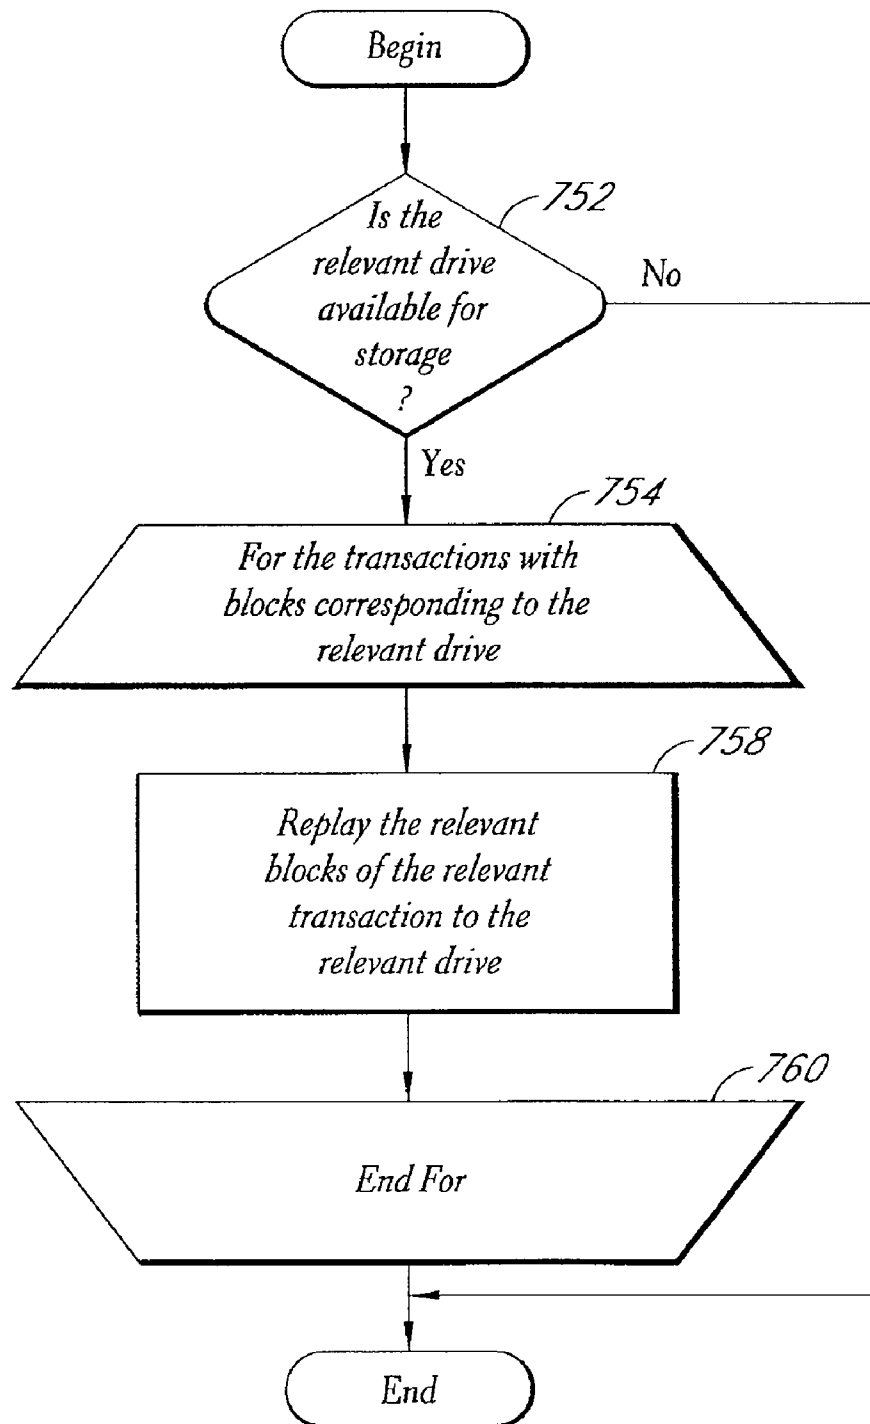 Begin
752
Is the
relevant drive
available for
storage
?
No
Yes
754
For the transactions with
blocks corresponding to the
relevant drive
758
Replay the relevant
blocks of the relevant
transaction to the
relevant drive
760
End For
End